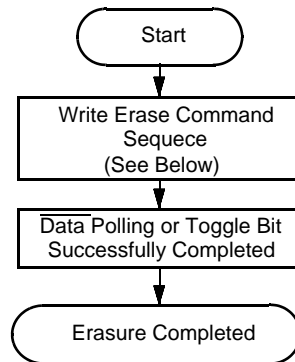 Start
Write Erase Command
Sequece
(See Below)
Data Polling or Toggle Bit
Successfully Completed
Erasure Completed